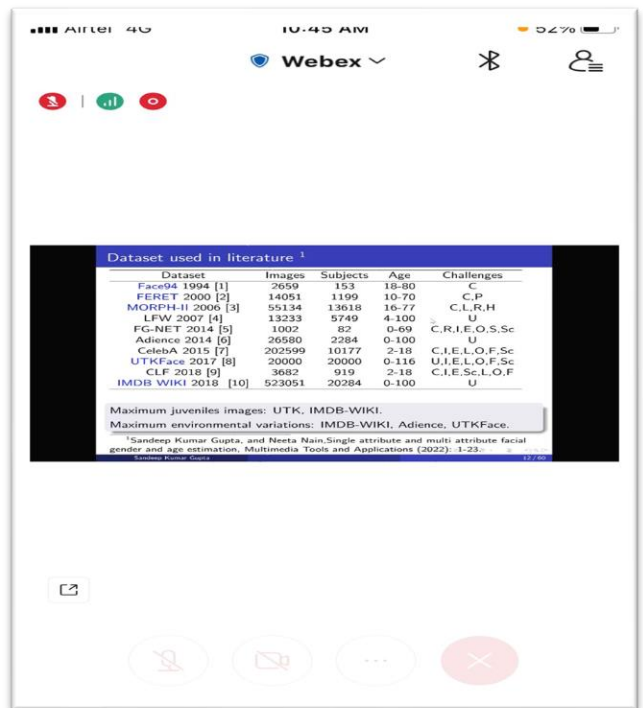 Airtel 4G 10:45 AM 52%
Webex
Dataset used in literature 1
Dataset Images Subjects Age Challenges
Face94 1994 [1] 2659 153 18-80 C
FERET 2000 [2] 14051 1199 10-70 C,P
MORPH-II 2006 [3] 55134 13618 16-77 C,L,R,H
LFW 2007 [4] 13233 5749 4-100 U
FG-NET 2014 [5] 1002 82 0-69 C,R,I,E,O,S,Sc
Adience 2014 [6] 26580 2284 0-100 U
CelebA 2015 [7] 202599 10177 2-18 C,I,E,L,O,F,Sc
UTKFace 2017 [8] 20000 20000 0-116 U,I,E,L,O,F,Sc
CLF 2018 [9] 3682 919 2-18 C,I,E,Sc,L,O,F
IMDB WIKI 2018 [10] 523051 20284 0-100 U
Maximum juveniles images: UTK, IMDB-WIKI.
Maximum environmental variations: IMDB-WIKI, Adience, UTKFace.
1Sandeep Kumar Gupta, and Neeta Nain,Single attribute and multi attribute facial
gender and age estimation, Multimedia Tools and Applications (2022): 1-23.
Sandeep Kumar Gupta 12 / 60